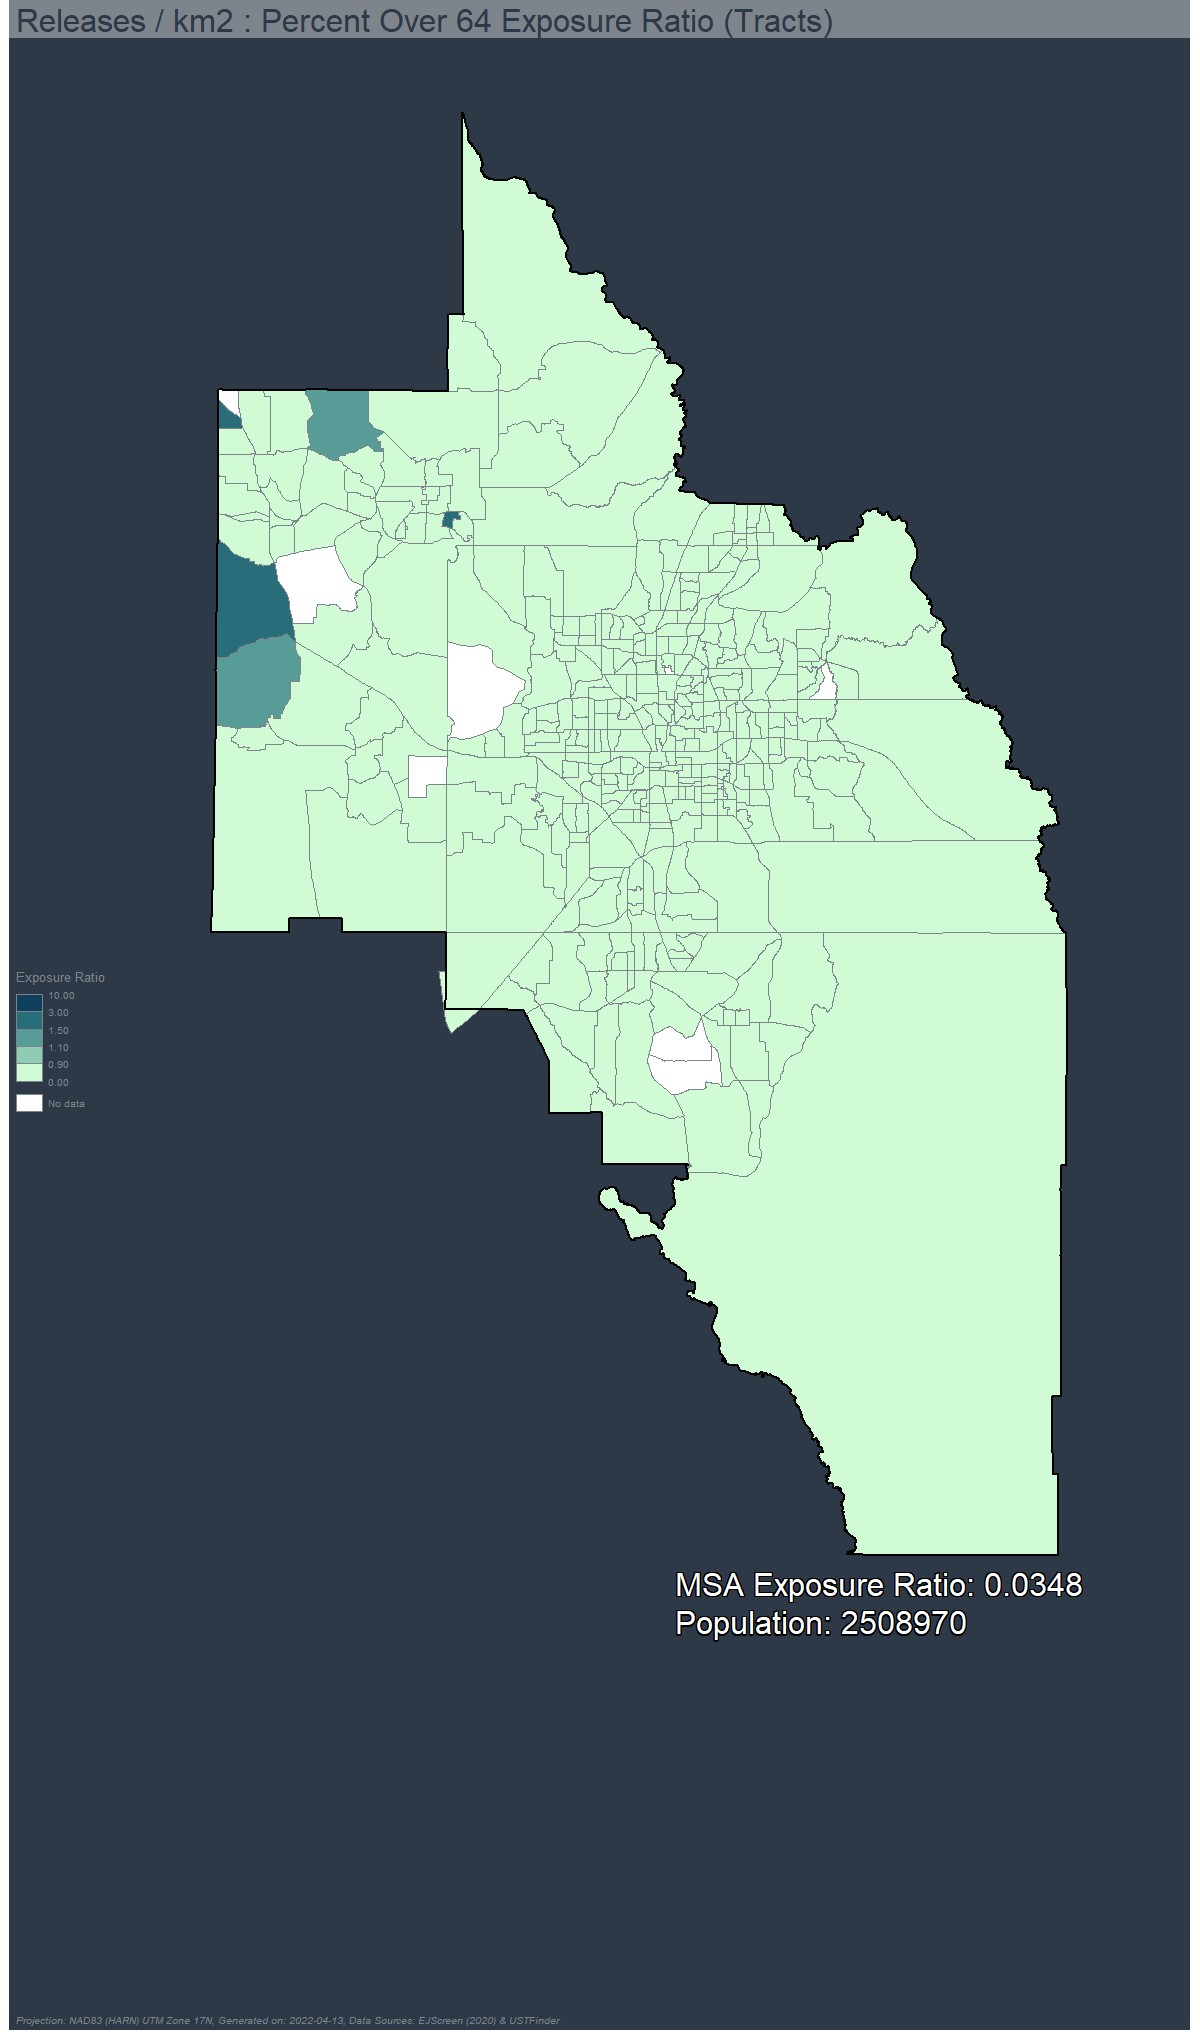 Releases / km2 : Percent Over 64 Exposure Ratio (Tracts)
Exposure Ratio
10.00
3.00
1.50
1.10
0.90
0.00
No data
MSA Exposure Ratio: 0.0348
Population: 2508970
Projection: NAD83 (HARN) UTM Zone 17N, Generated on: 2022-04-13, Data Sources: EJScreen (2020) & USTFinder